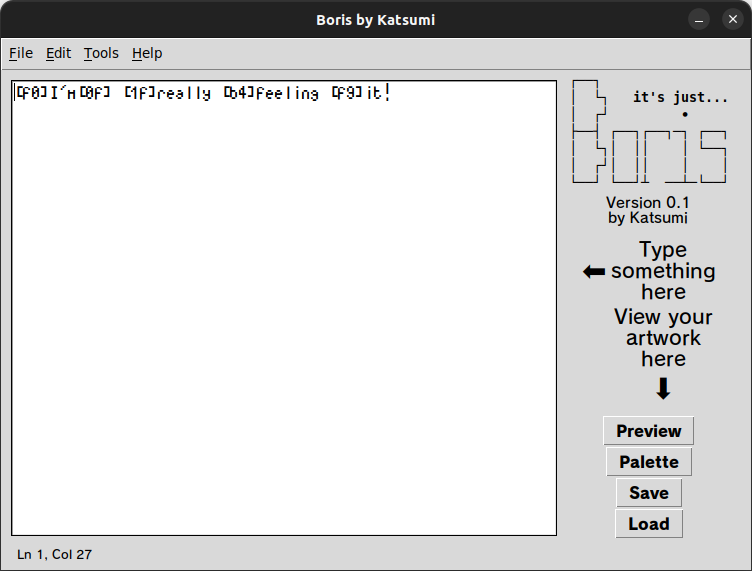 Boris by Katsumi
File Edit Tools Help
[f0]I'm[0f] [1f]really [b4]feeling [f9]it!
it's just...
Boris
Version 0.1
by Katsumi
Type
⬅ something
here
View your
artwork
here
⬇
Preview
Palette
Save
Load
Ln 1, Col 27